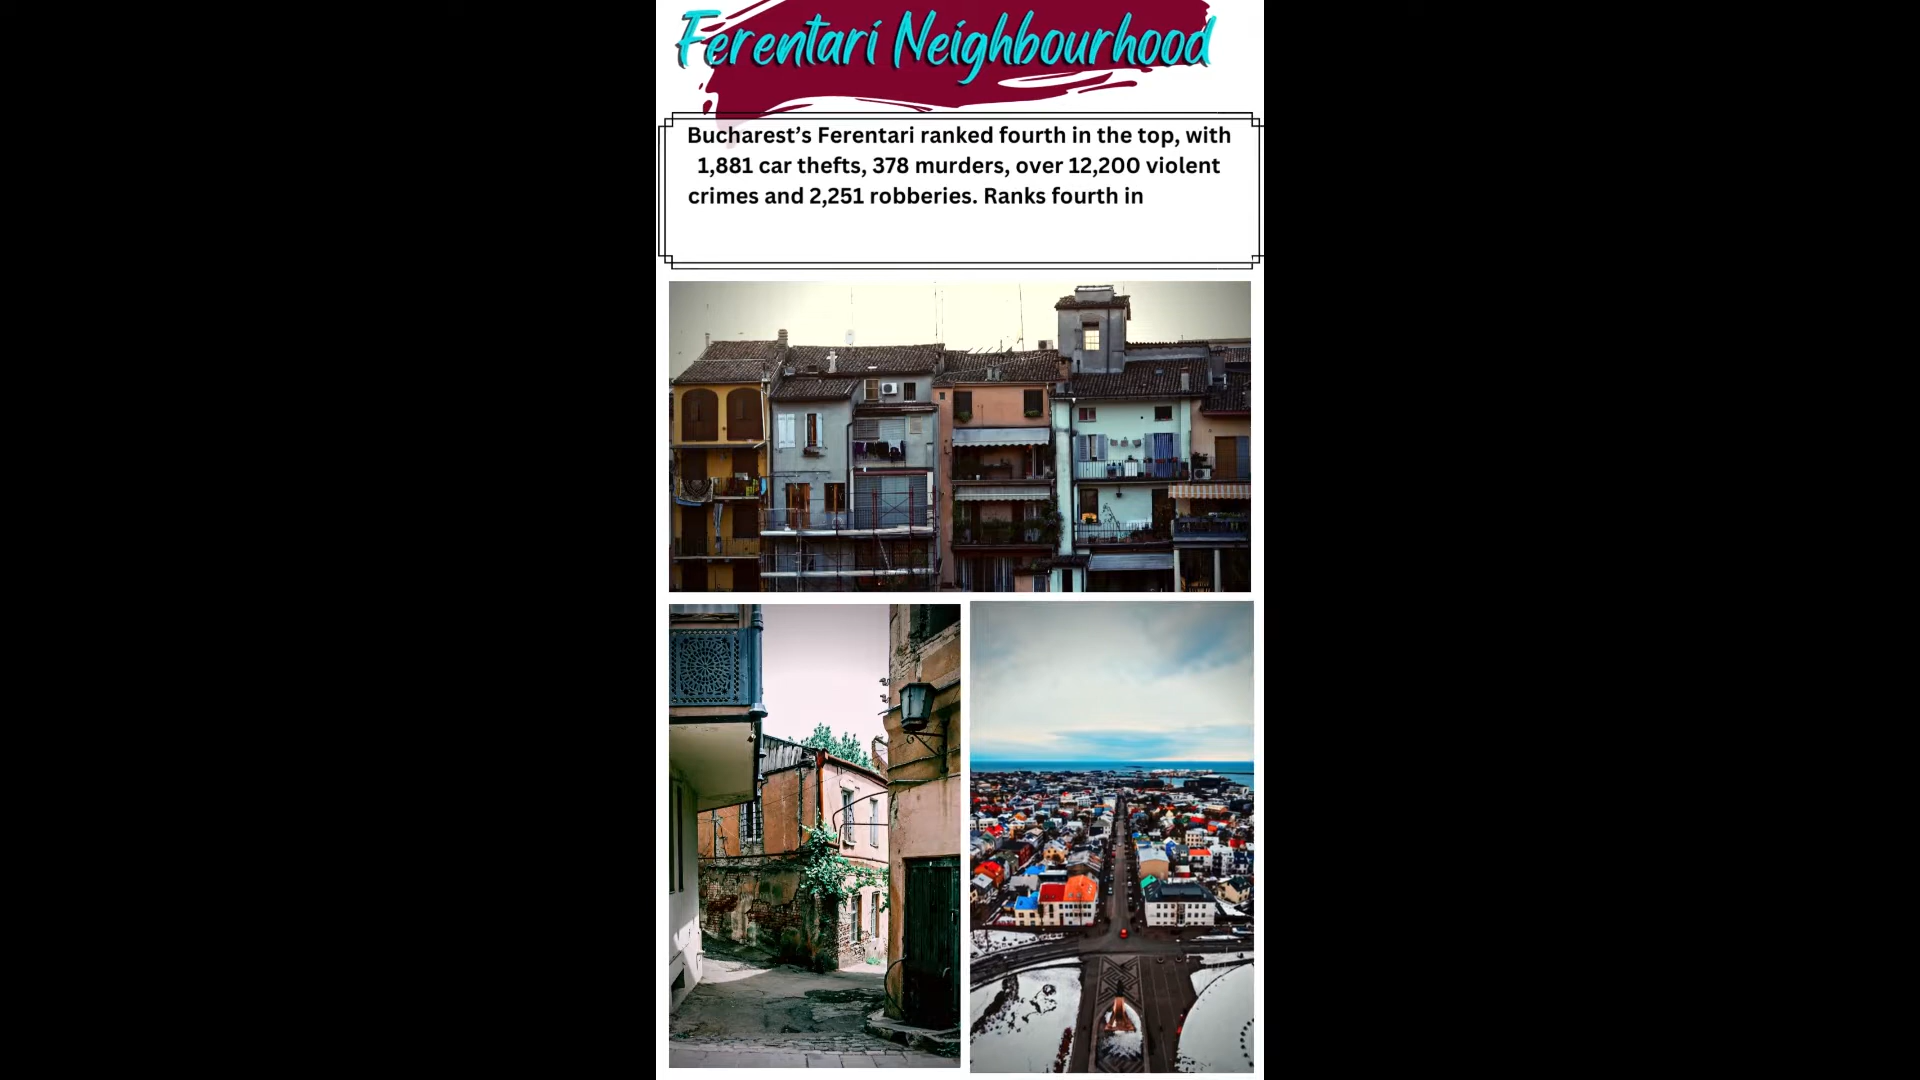 Ferentari Neighbourhood
Bucharest’s Ferentari ranked fourth in the top, with
1,881 car thefts, 378 murders, over 12,200 violent
crimes and 2,251 robberies. Ranks fourth in